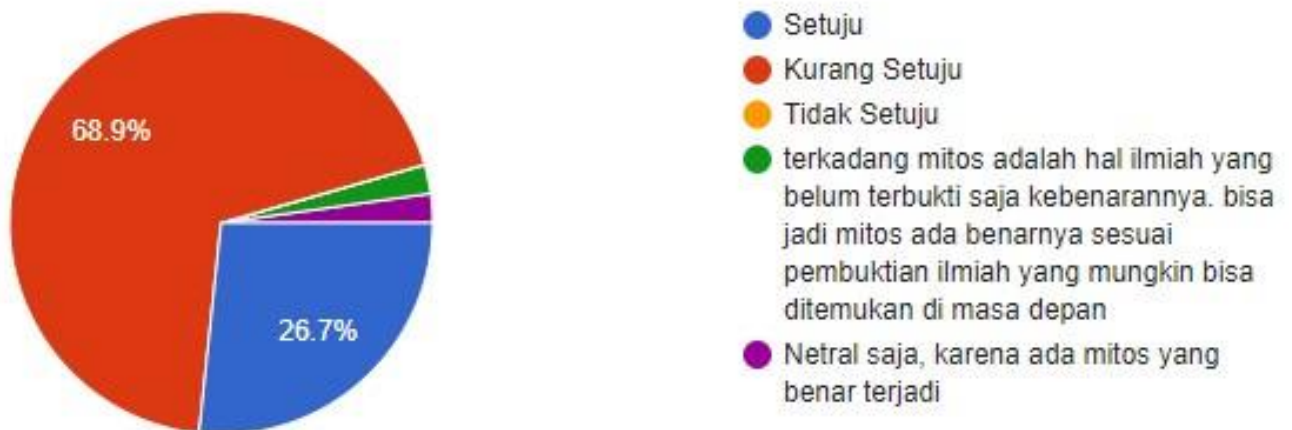 68.9%
26.7%
Setuju
Kurang Setuju
Tidak Setuju
terkadang mitos adalah hal ilmiah yang
belum terbukti saja kebenarannya. bisa
jadi mitos ada benarnya sesuai
pembuktian ilmiah yang mungkin bisa
ditemukan di masa depan
Netral saja, karena ada mitos yang
benar terjadi